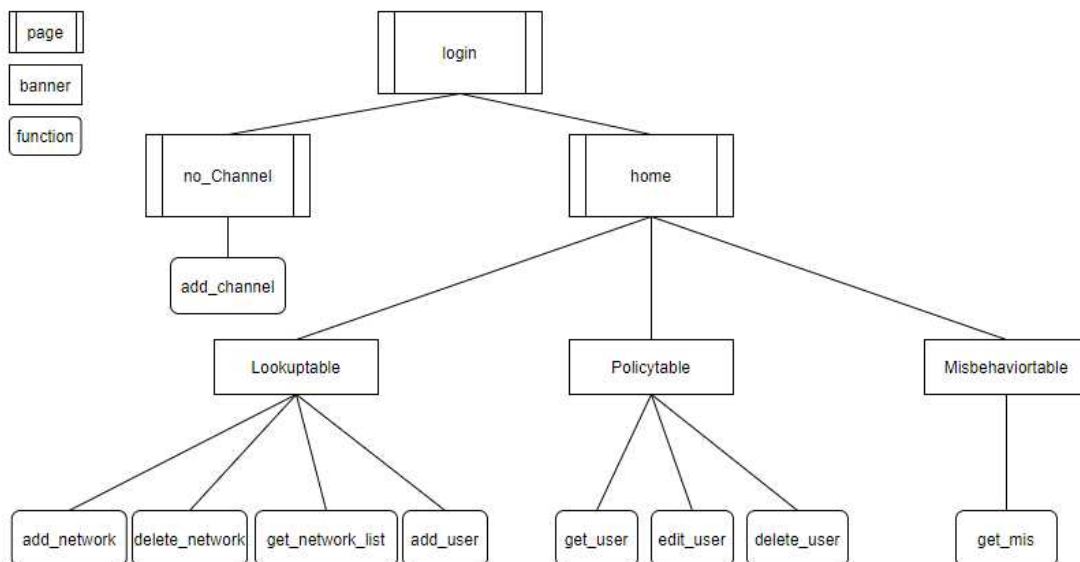 page
login
banner
function
no_Channel
home
add_channel
Lookuptable
Policytable
Misbehaviortable
add_network
delete_network
get_network_list
add_user
get_user
edit_user
delete_user
get_mis